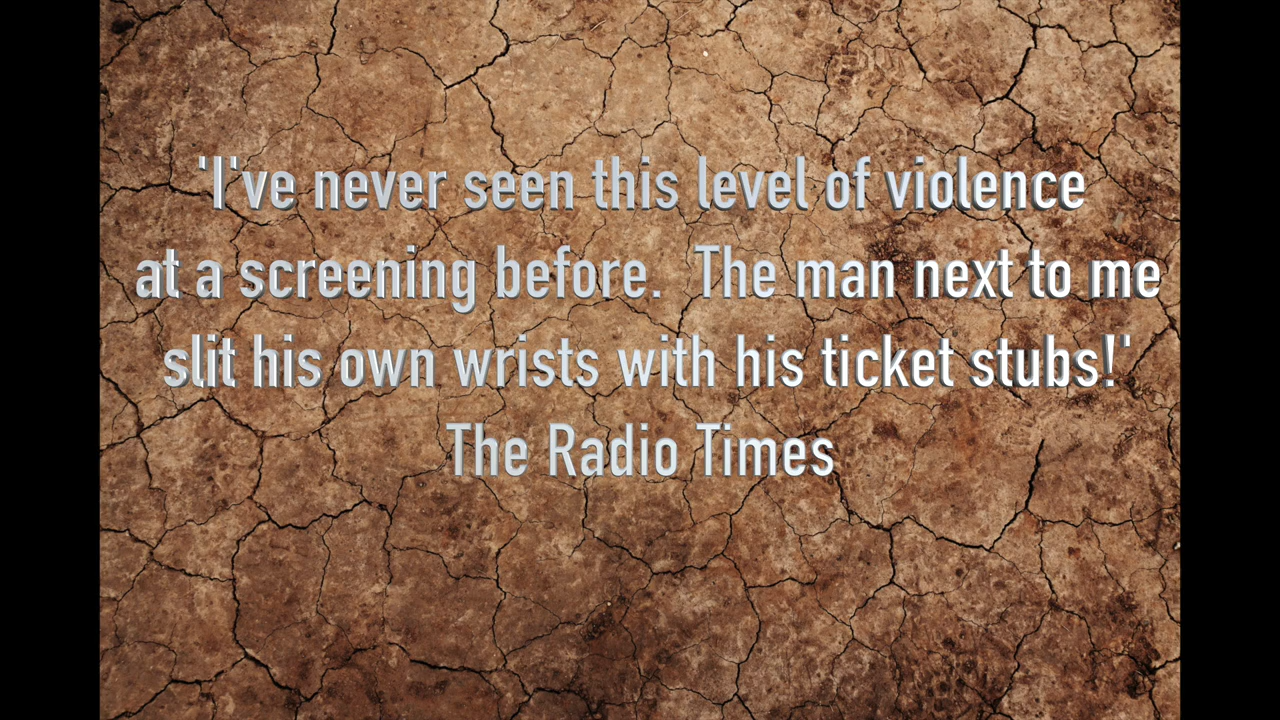 'I've never seen this level of violence
at a screening before.  The man next to me
slit his own wrists with his ticket stubs!'
The Radio Times